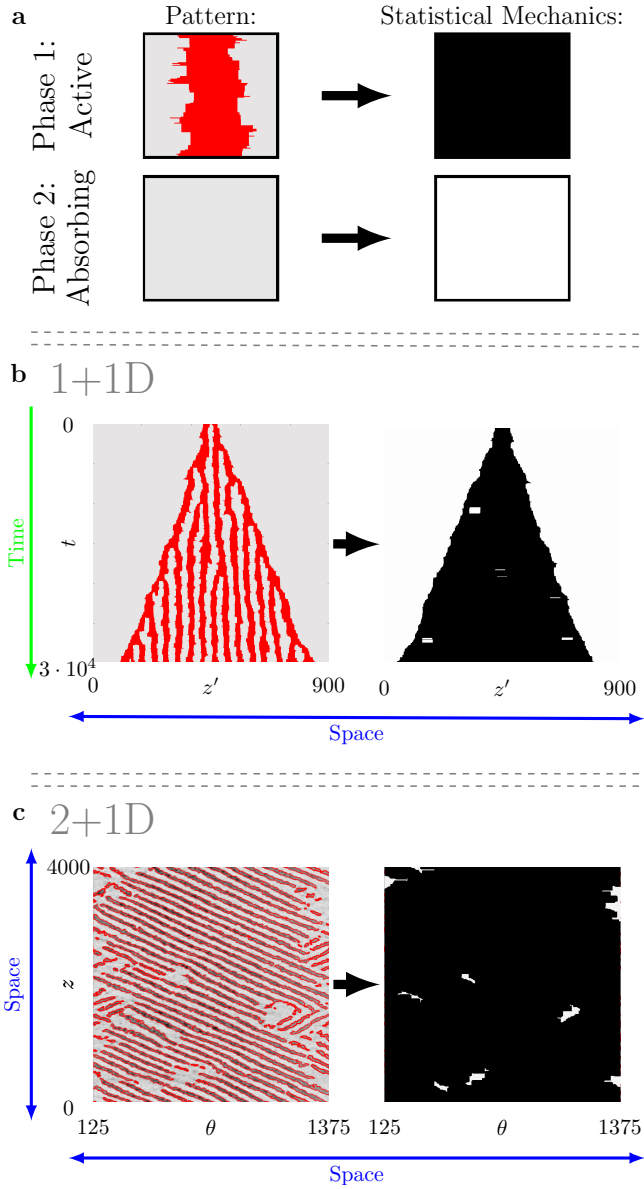 a
Pattern:
Statistical Mechanics:
Phase 1:
Active
Phase 2:
Absorbing
b
1+1D
Time
0
t
3 · 10⁴
0
z′
900
0
z′
900
Space
c
2+1D
Space
4000
z
0
125
θ
1375
125
θ
1375
Space